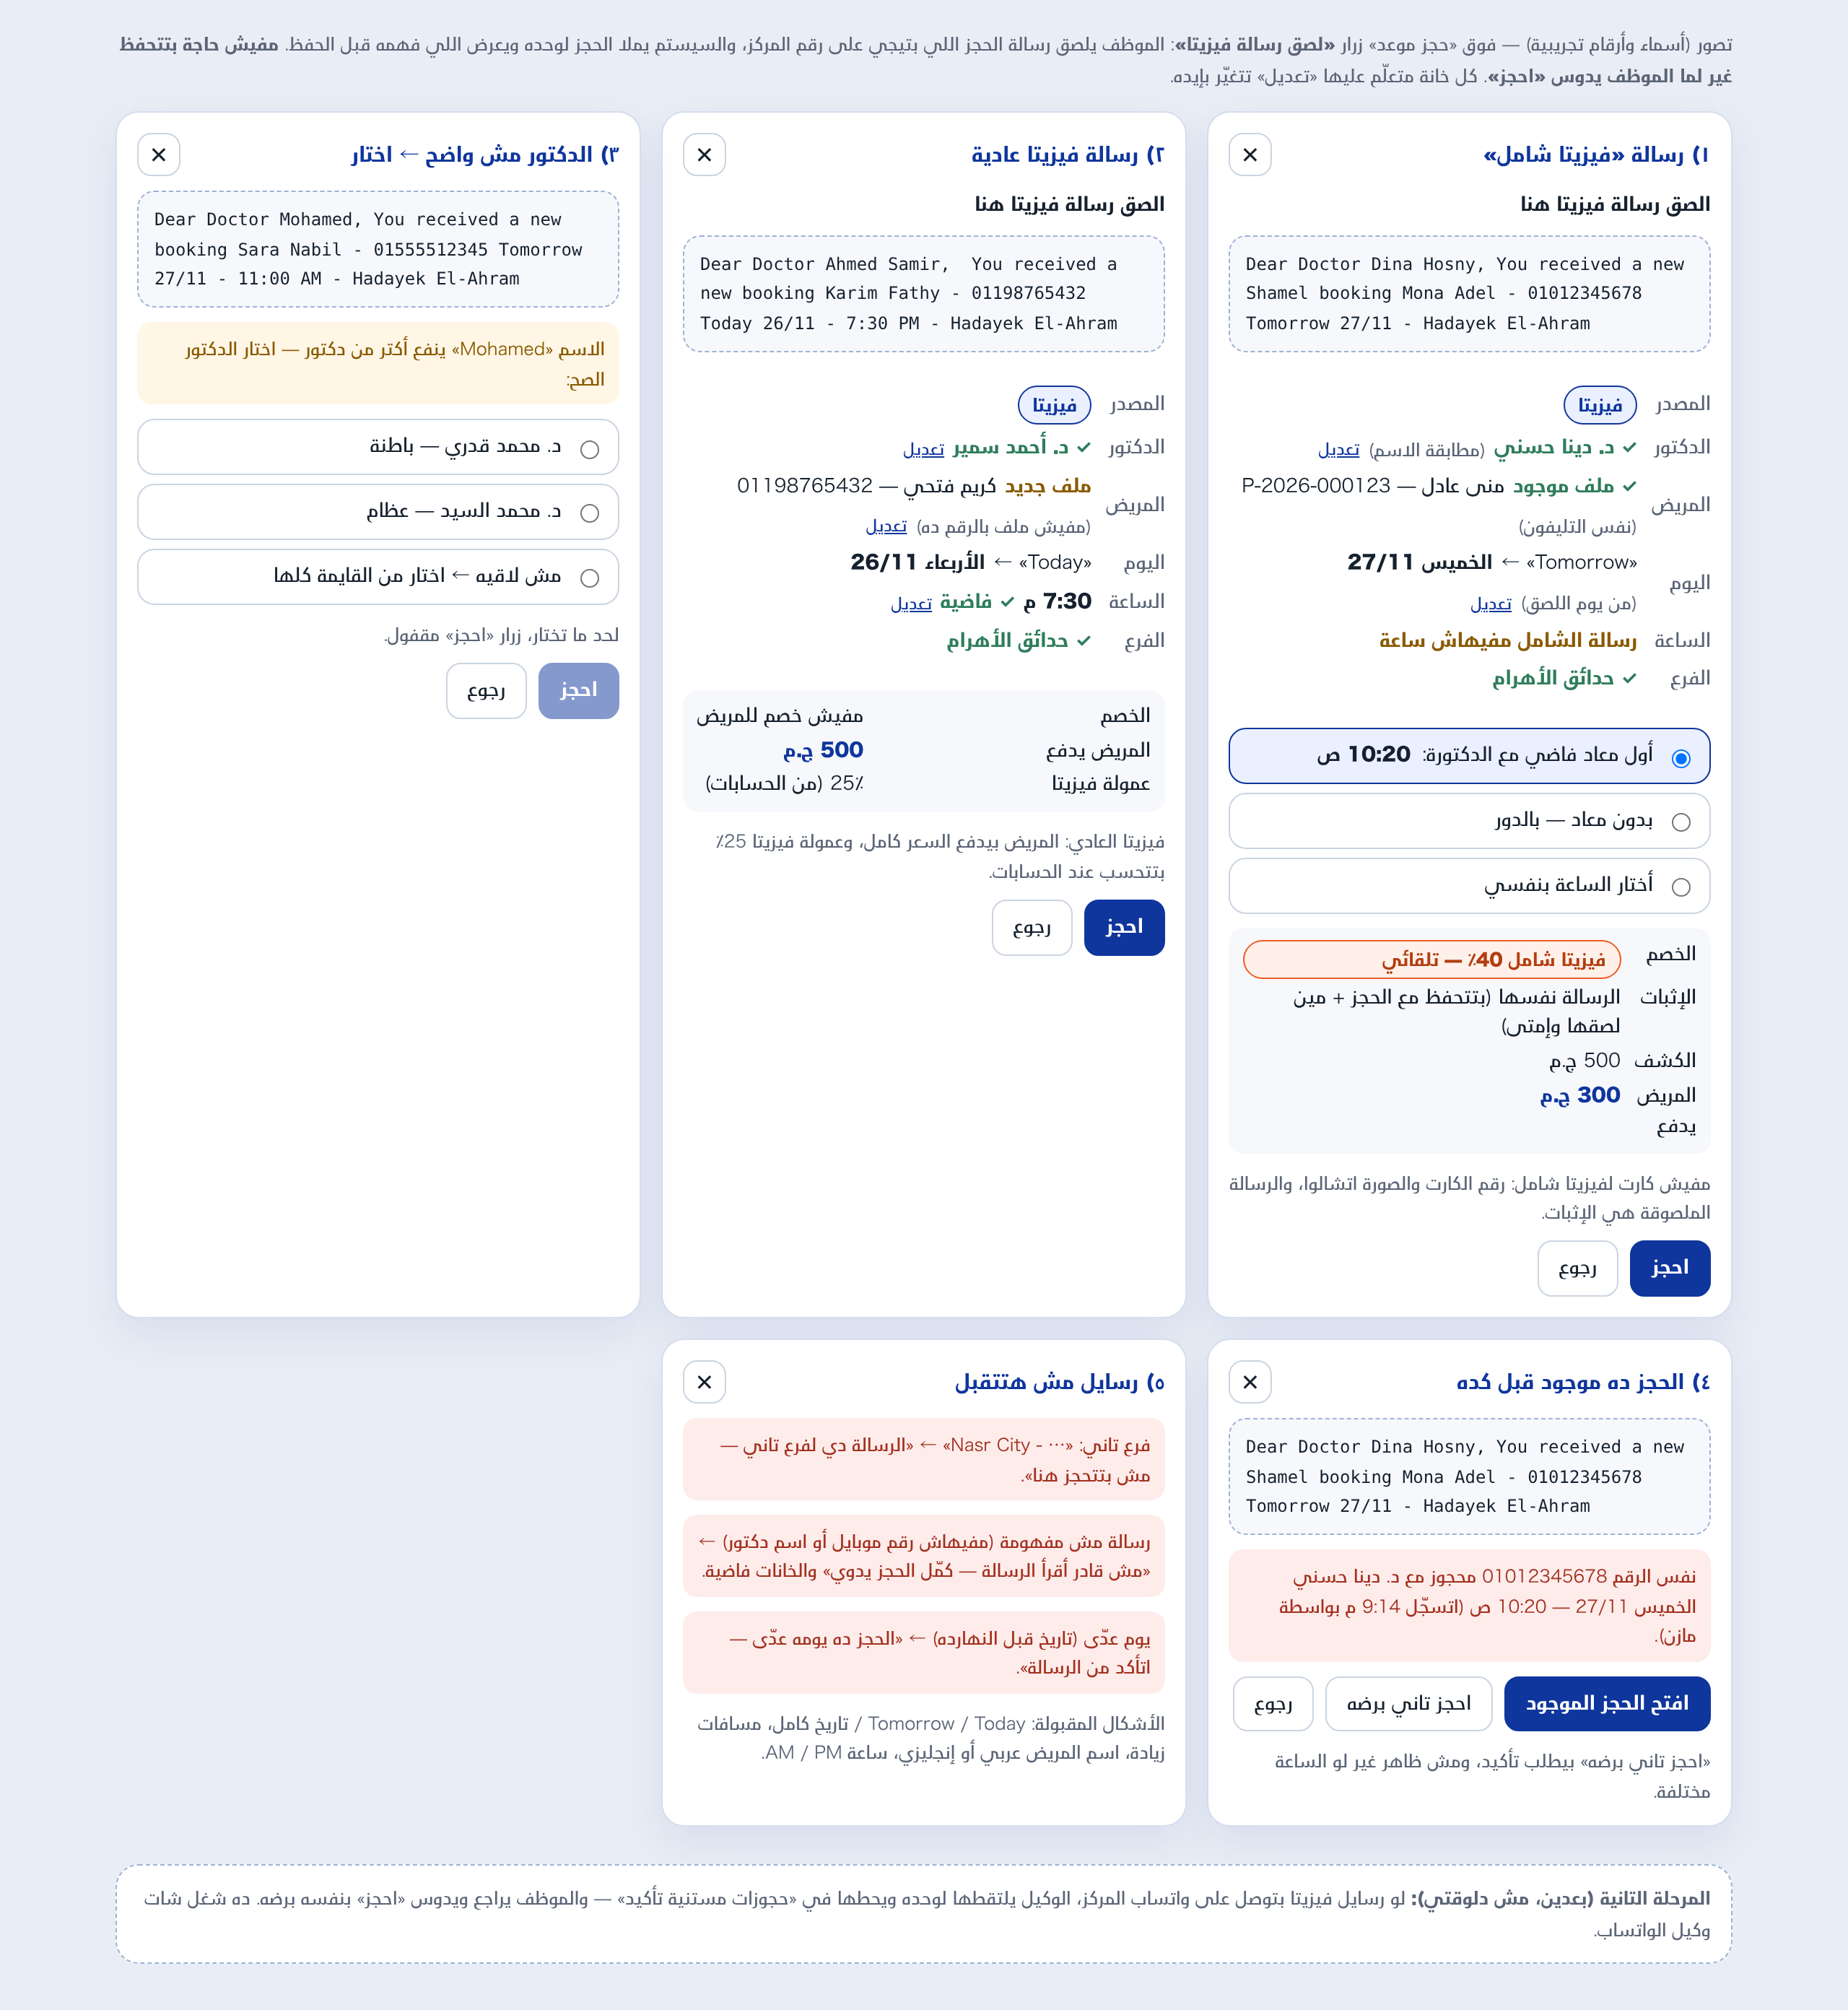 تصور (أسماء وأرقام تجريبية) — فوق «حجز موعد» زرار «لصق رسالة فيزيتا»: الموظف يلصق رسالة الحجز اللي بتيجي على رقم المركز، والسيستم يملا الحجز لوحده ويعرض اللي فهمه قبل الحفظ. مفيش حاجة بتتحفظ
غير لما الموظف يدوس «احجز». كل خانة متعلّم عليها «تعديل» تتغيّر بإيده.
١) رسالة «فيزيتا شامل»
✕
الصق رسالة فيزيتا هنا
Dear Doctor Dina Hosny, You received a new
Shamel booking Mona Adel - 01012345678
Tomorrow 27/11 - Hadayek El-Ahram
المصدر فيزيتا
الدكتور ✓ د. دينا حسني (مطابقة الاسم) تعديل
المريض ✓ ملف موجود منى عادل — P-2026-000123
(نفس التليفون)
اليوم «Tomorrow» ← الخميس 27/11
(من يوم اللصق) تعديل
الساعة رسالة الشامل مفيهاش ساعة
الفرع ✓ حدائق الأهرام
أول معاد فاضي مع الدكتورة: 10:20 ص
بدون معاد — بالدور
أختار الساعة بنفسي
الخصم فيزيتا شامل 40٪ — تلقائي
الإثبات الرسالة نفسها (بتتحفظ مع الحجز + مين
لصقها وإمتى)
الكشف 500 ج.م
المريض 300 ج.م
يدفع
مفيش كارت لفيزيتا شامل: رقم الكارت والصورة اتشالوا، والرسالة
الملصوقة هي الإثبات.
احجز رجوع
٢) رسالة فيزيتا عادية
✕
الصق رسالة فيزيتا هنا
Dear Doctor Ahmed Samir,  You received a
new booking Karim Fathy - 01198765432
Today 26/11 - 7:30 PM - Hadayek El-Ahram
المصدر فيزيتا
الدكتور ✓ د. أحمد سمير تعديل
المريض ملف جديد كريم فتحي — 01198765432
(مفيش ملف بالرقم ده) تعديل
اليوم «Today» ← الأربعاء 26/11
الساعة 7:30 م ✓ فاضية تعديل
الفرع ✓ حدائق الأهرام
الخصم مفيش خصم للمريض
المريض يدفع 500 ج.م
عمولة فيزيتا 25٪ (من الحسابات)
فيزيتا العادي: المريض بيدفع السعر كامل، وعمولة فيزيتا 25٪
بتتحسب عند الحسابات.
احجز رجوع
٣) الدكتور مش واضح ← اختار
✕
Dear Doctor Mohamed, You received a new
booking Sara Nabil - 01555512345 Tomorrow
27/11 - 11:00 AM - Hadayek El-Ahram
الاسم «Mohamed» ينفع أكتر من دكتور — اختار الدكتور
الصح:
د. محمد قدري — باطنة
د. محمد السيد — عظام
مش لاقيه ← اختار من القايمة كلها
لحد ما تختار، زرار «احجز» مقفول.
احجز رجوع
٤) الحجز ده موجود قبل كده
✕
Dear Doctor Dina Hosny, You received a new
Shamel booking Mona Adel - 01012345678
Tomorrow 27/11 - Hadayek El-Ahram
نفس الرقم 01012345678 محجوز مع د. دينا حسني
الخميس 27/11 — 10:20 ص (اتسجّل 9:14 م بواسطة
مازن).
افتح الحجز الموجود احجز تاني برضه رجوع
«احجز تاني برضه» بيطلب تأكيد، ومش ظاهر غير لو الساعة
مختلفة.
٥) رسايل مش هتتقبل
✕
فرع تاني: «… - Nasr City» ← «الرسالة دي لفرع تاني —
مش بتتحجز هنا».
رسالة مش مفهومة (مفيهاش رقم موبايل أو اسم دكتور) ←
«مش قادر أقرأ الرسالة — كمّل الحجز يدوي» والخانات فاضية.
يوم عدّى (تاريخ قبل النهارده) ← «الحجز ده يومه عدّى —
اتأكد من الرسالة».
الأشكال المقبولة: Tomorrow / Today / تاريخ كامل، مسافات
زيادة، اسم المريض عربي أو إنجليزي، ساعة AM / PM.
المرحلة التانية (بعدين، مش دلوقتي): لو رسايل فيزيتا بتوصل على واتساب المركز، الوكيل يلتقطها لوحده ويحطها في «حجوزات مستنية تأكيد» — والموظف يراجع ويدوس «احجز» بنفسه برضه. ده شغل شات
وكيل الواتساب.